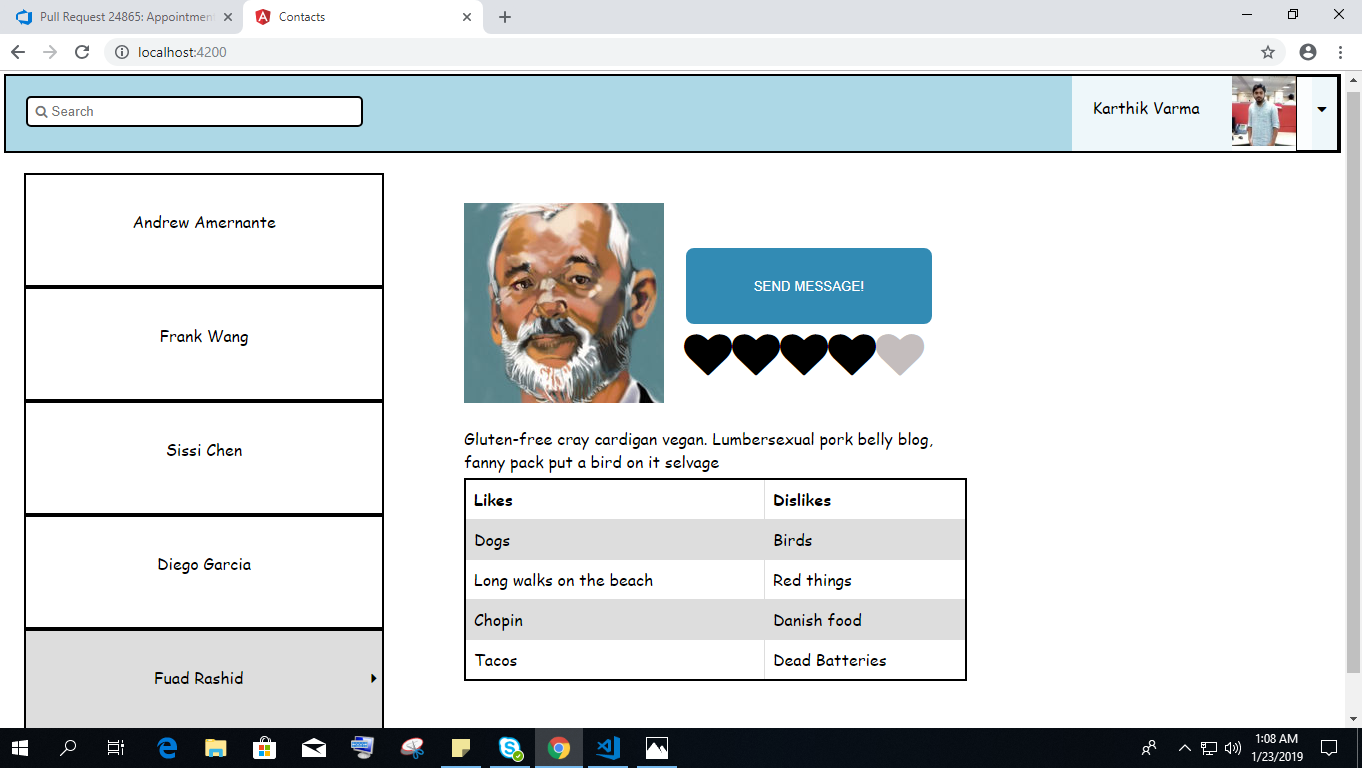 Pull Request 24865: Appointment
Contacts
localhost:4200
Search
Karthik Varma
Andrew Amernante
Frank Wang
Sissi Chen
Diego Garcia
Fuad Rashid
SEND MESSAGE!
Gluten-free cray cardigan vegan. Lumbersexual pork belly blog,
fanny pack put a bird on it selvage
Likes Dislikes
Dogs Birds
Long walks on the beach Red things
Chopin Danish food
Tacos Dead Batteries
1:08 AM
1/23/2019